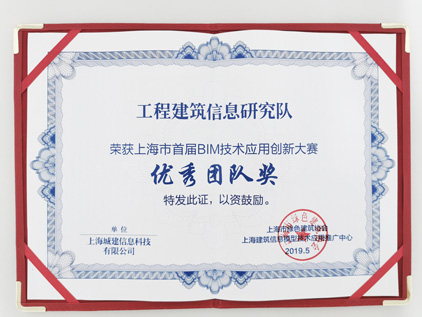 工程建筑信息研究队
荣获上海市首届BIM技术应用创新大赛
优秀团队奖
特发此证，以资鼓励。
单位
上海城建信息科技
有限公司
上海市绿色建筑协会
上海建筑信息模型技术应用推广中心
2019.5